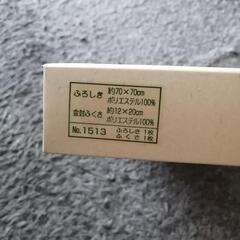 ふろしき 約70×70cm
ポリエステル100%
金封ふくさ 約12×20cm
ポリエステル100%
No.1513 ふろしき1枚
ふくさ1枚